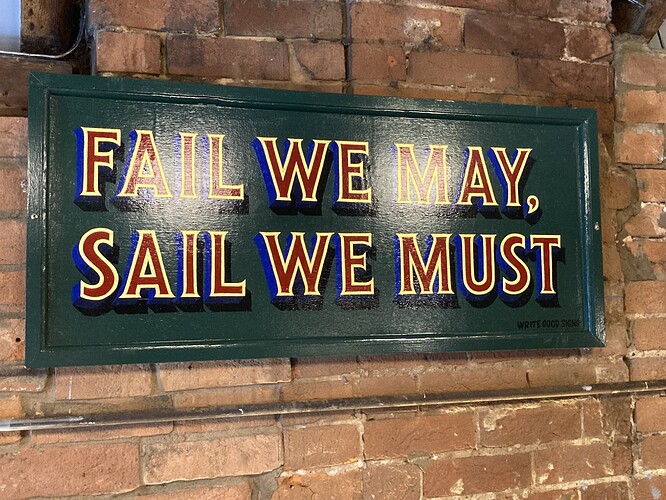 FAIL WE MAY,
SAIL WE MUST
WRITE GOOD SIGNS